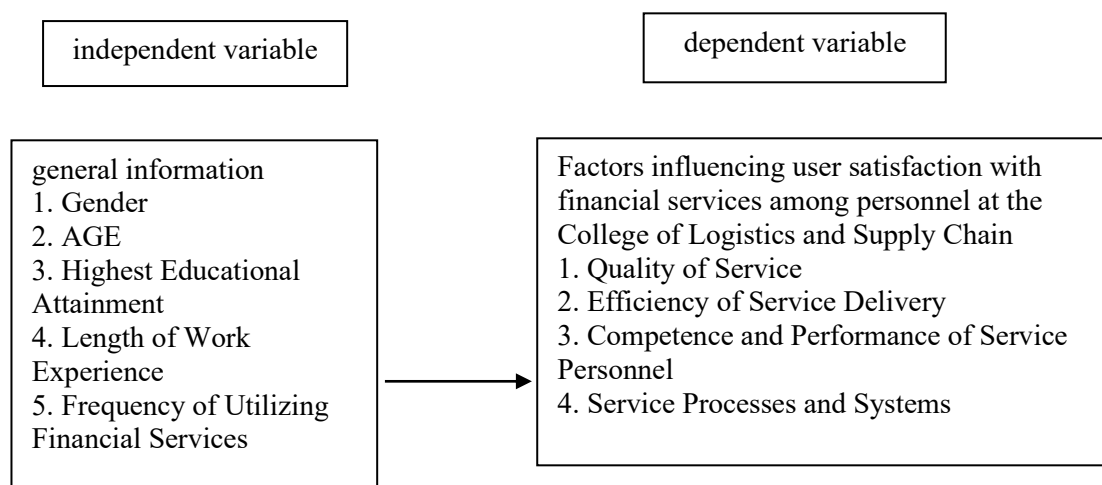 independent variable
dependent variable
general information
1. Gender
2. AGE
3. Highest Educational
Attainment
4. Length of Work
Experience
5. Frequency of Utilizing
Financial Services
Factors influencing user satisfaction with
financial services among personnel at the
College of Logistics and Supply Chain
1. Quality of Service
2. Efficiency of Service Delivery
3. Competence and Performance of Service
Personnel
4. Service Processes and Systems